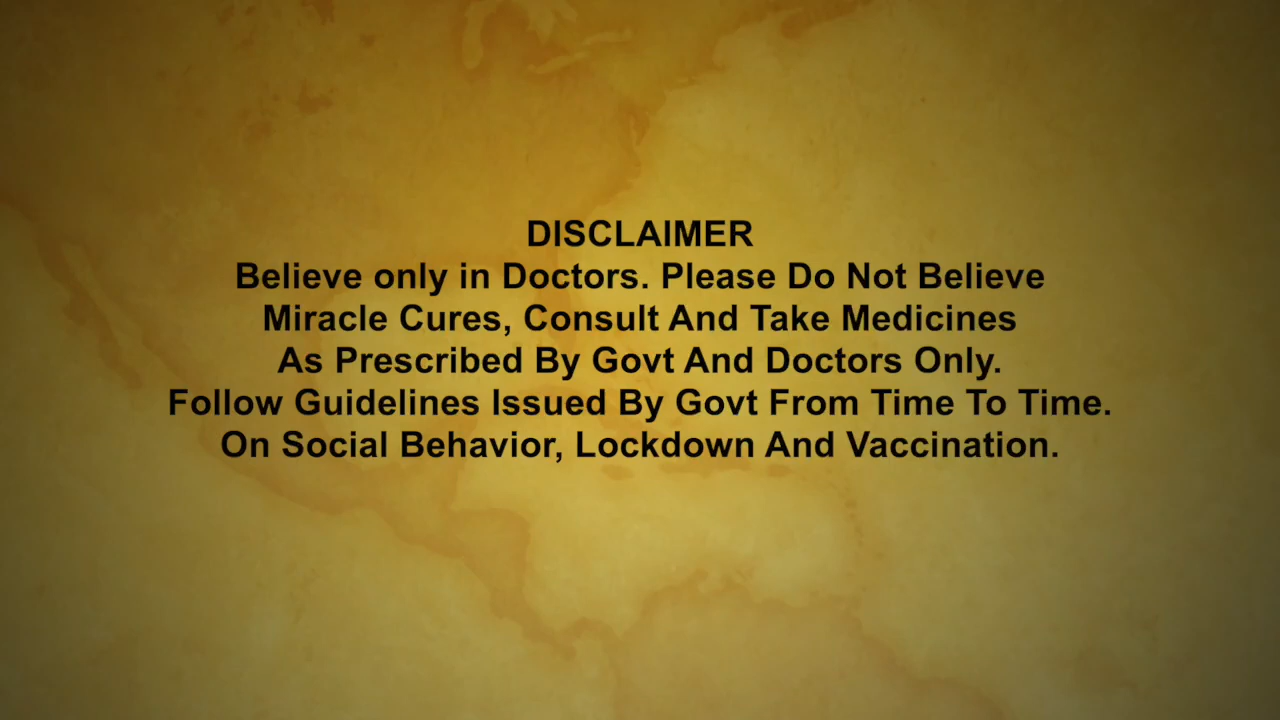 DISCLAIMER
Believe only in Doctors. Please Do Not Believe
Miracle Cures, Consult And Take Medicines
As Prescribed By Govt And Doctors Only.
Follow Guidelines Issued By Govt From Time To Time.
On Social Behavior, Lockdown And Vaccination.